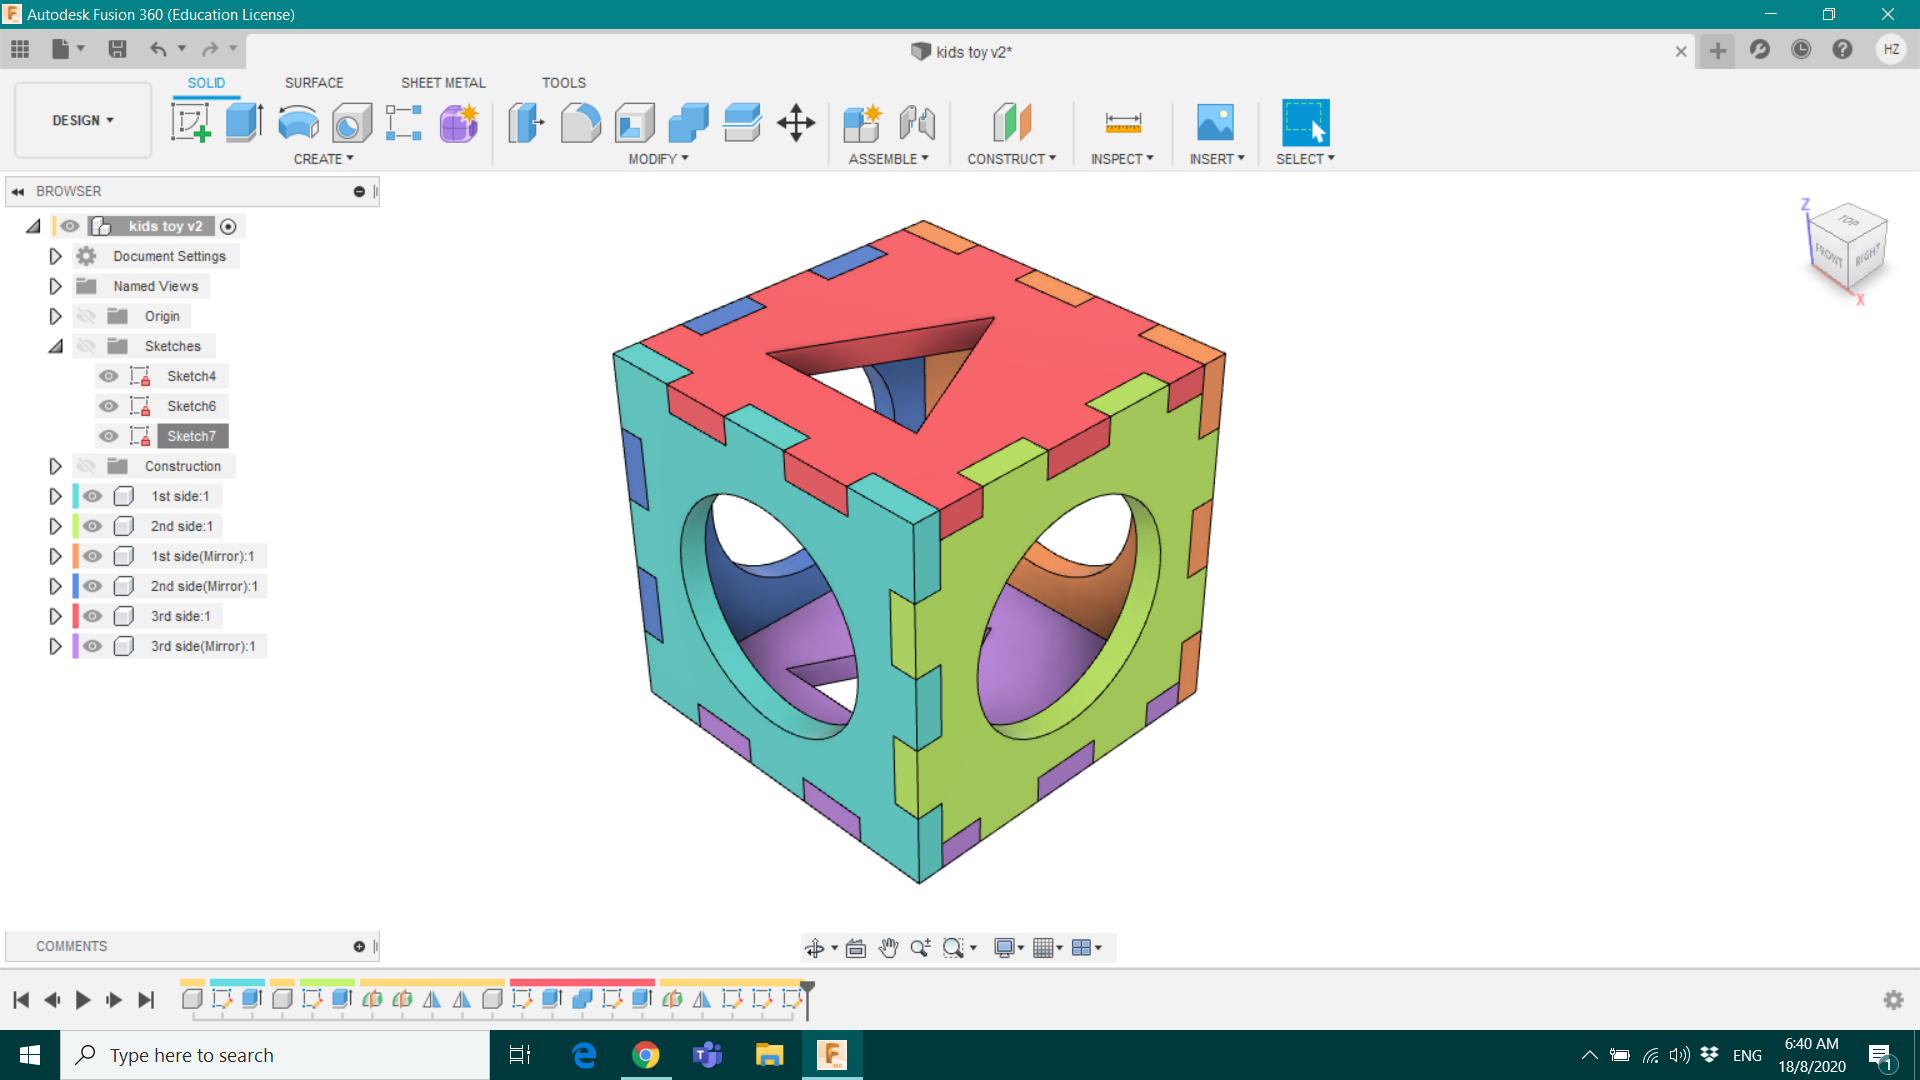 Autodesk Fusion 360 (Education License)
kids toy v2*
HZ
DESIGN
SOLID
SURFACE
SHEET METAL
TOOLS
CREATE
MODIFY
ASSEMBLE
CONSTRUCT
INSPECT
INSERT
SELECT
BROWSER
kids toy v2
Document Settings
Named Views
Origin
Sketches
Sketch4
Sketch6
Sketch7
Construction
1st side:1
2nd side:1
1st side(Mirror):1
2nd side(Mirror):1
3rd side:1
3rd side(Mirror):1
Z
TOP
FRONT
RIGHT
X
COMMENTS
Type here to search
ENG
6:40 AM
18/8/2020
1